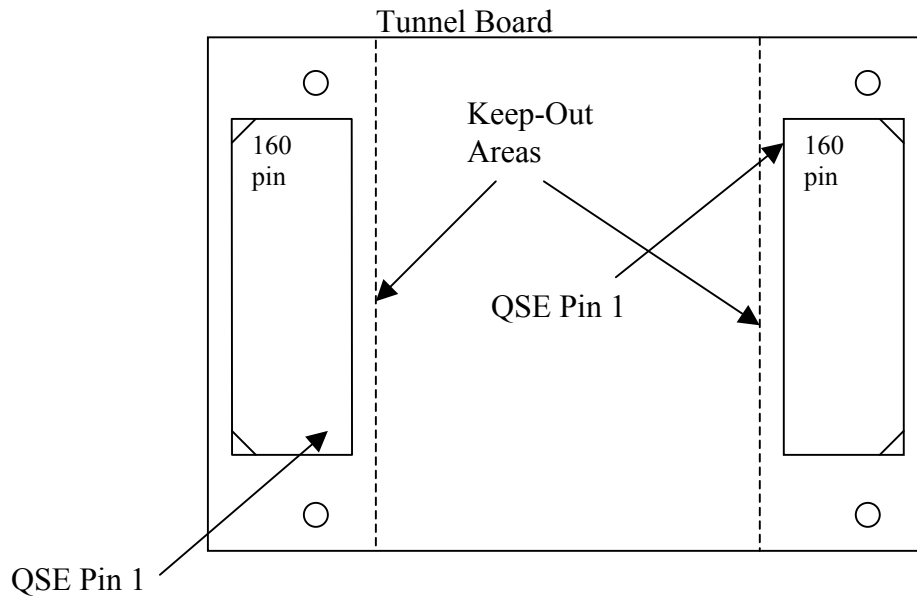 Tunnel Board
Keep-Out
Areas
160
pin
160
pin
QSE Pin 1
QSE Pin 1